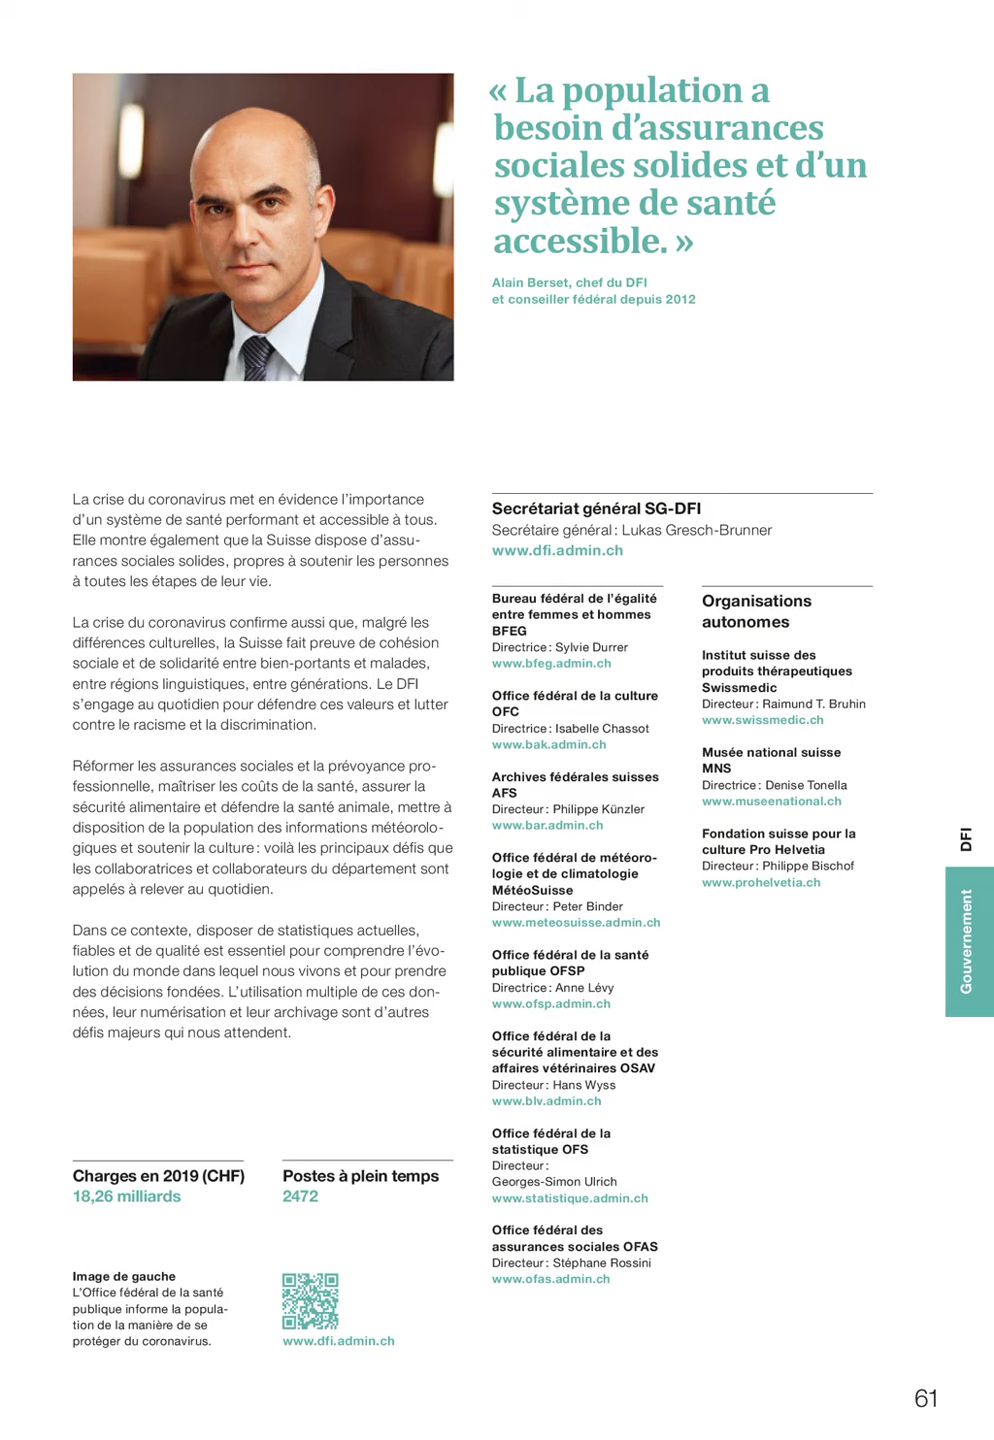 « La population a
besoin d’assurances
sociales solides et d’un
système de santé
accessible. »
Alain Berset, chef du DFI
et conseiller fédéral depuis 2012
La crise du coronavirus met en évidence l’importance
d’un système de santé performant et accessible à tous.
Elle montre également que la Suisse dispose d’assu-
rances sociales solides, propres à soutenir les personnes
à toutes les étapes de leur vie.
La crise du coronavirus confirme aussi que, malgré les
différences culturelles, la Suisse fait preuve de cohésion
sociale et de solidarité entre bien-portants et malades,
entre régions linguistiques, entre générations. Le DFI
s’engage au quotidien pour défendre ces valeurs et lutter
contre le racisme et la discrimination.
Réformer les assurances sociales et la prévoyance pro-
fessionnelle, maîtriser les coûts de la santé, assurer la
sécurité alimentaire et défendre la santé animale, mettre à
disposition de la population des informations météorolo-
giques et soutenir la culture : voilà les principaux défis que
les collaboratrices et collaborateurs du département sont
appelés à relever au quotidien.
Dans ce contexte, disposer de statistiques actuelles,
fiables et de qualité est essentiel pour comprendre l’évo-
lution du monde dans lequel nous vivons et pour prendre
des décisions fondées. L’utilisation multiple de ces don-
nées, leur numérisation et leur archivage sont d’autres
défis majeurs qui nous attendent.
Charges en 2019 (CHF)
18,26 milliards
Postes à plein temps
2472
Image de gauche
L’Office fédéral de la santé
publique informe la popula-
tion de la manière de se
protéger du coronavirus.
www.dfi.admin.ch
Secrétariat général SG-DFI
Secrétaire général : Lukas Gresch-Brunner
www.dfi.admin.ch
Bureau fédéral de l’égalité
entre femmes et hommes
BFEG
Directrice : Sylvie Durrer
www.bfeg.admin.ch
Office fédéral de la culture
OFC
Directrice : Isabelle Chassot
www.bak.admin.ch
Archives fédérales suisses
AFS
Directeur : Philippe Künzler
www.bar.admin.ch
Office fédéral de météoro-
logie et de climatologie
MétéoSuisse
Directeur : Peter Binder
www.meteosuisse.admin.ch
Office fédéral de la santé
publique OFSP
Directrice : Anne Lévy
www.ofsp.admin.ch
Office fédéral de la
sécurité alimentaire et des
affaires vétérinaires OSAV
Directeur : Hans Wyss
www.blv.admin.ch
Office fédéral de la
statistique OFS
Directeur :
Georges-Simon Ulrich
www.statistique.admin.ch
Office fédéral des
assurances sociales OFAS
Directeur : Stéphane Rossini
www.ofas.admin.ch
Organisations
autonomes
Institut suisse des
produits thérapeutiques
Swissmedic
Directeur : Raimund T. Bruhin
www.swissmedic.ch
Musée national suisse
MNS
Directrice : Denise Tonella
www.museenational.ch
Fondation suisse pour la
culture Pro Helvetia
Directeur : Philippe Bischof
www.prohelvetia.ch
DFI
Gouvernement
61